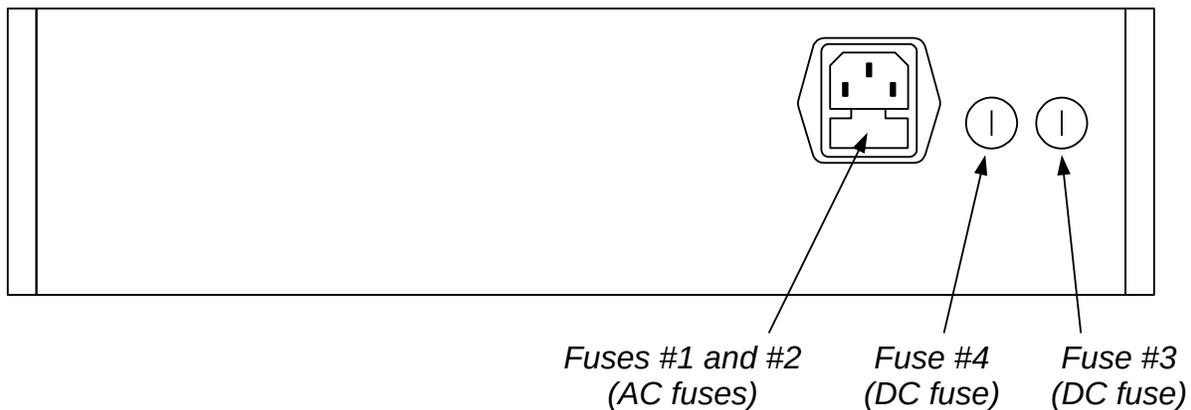 Fuses #1 and #2
(AC fuses)
Fuse #4
(DC fuse)
Fuse #3
(DC fuse)